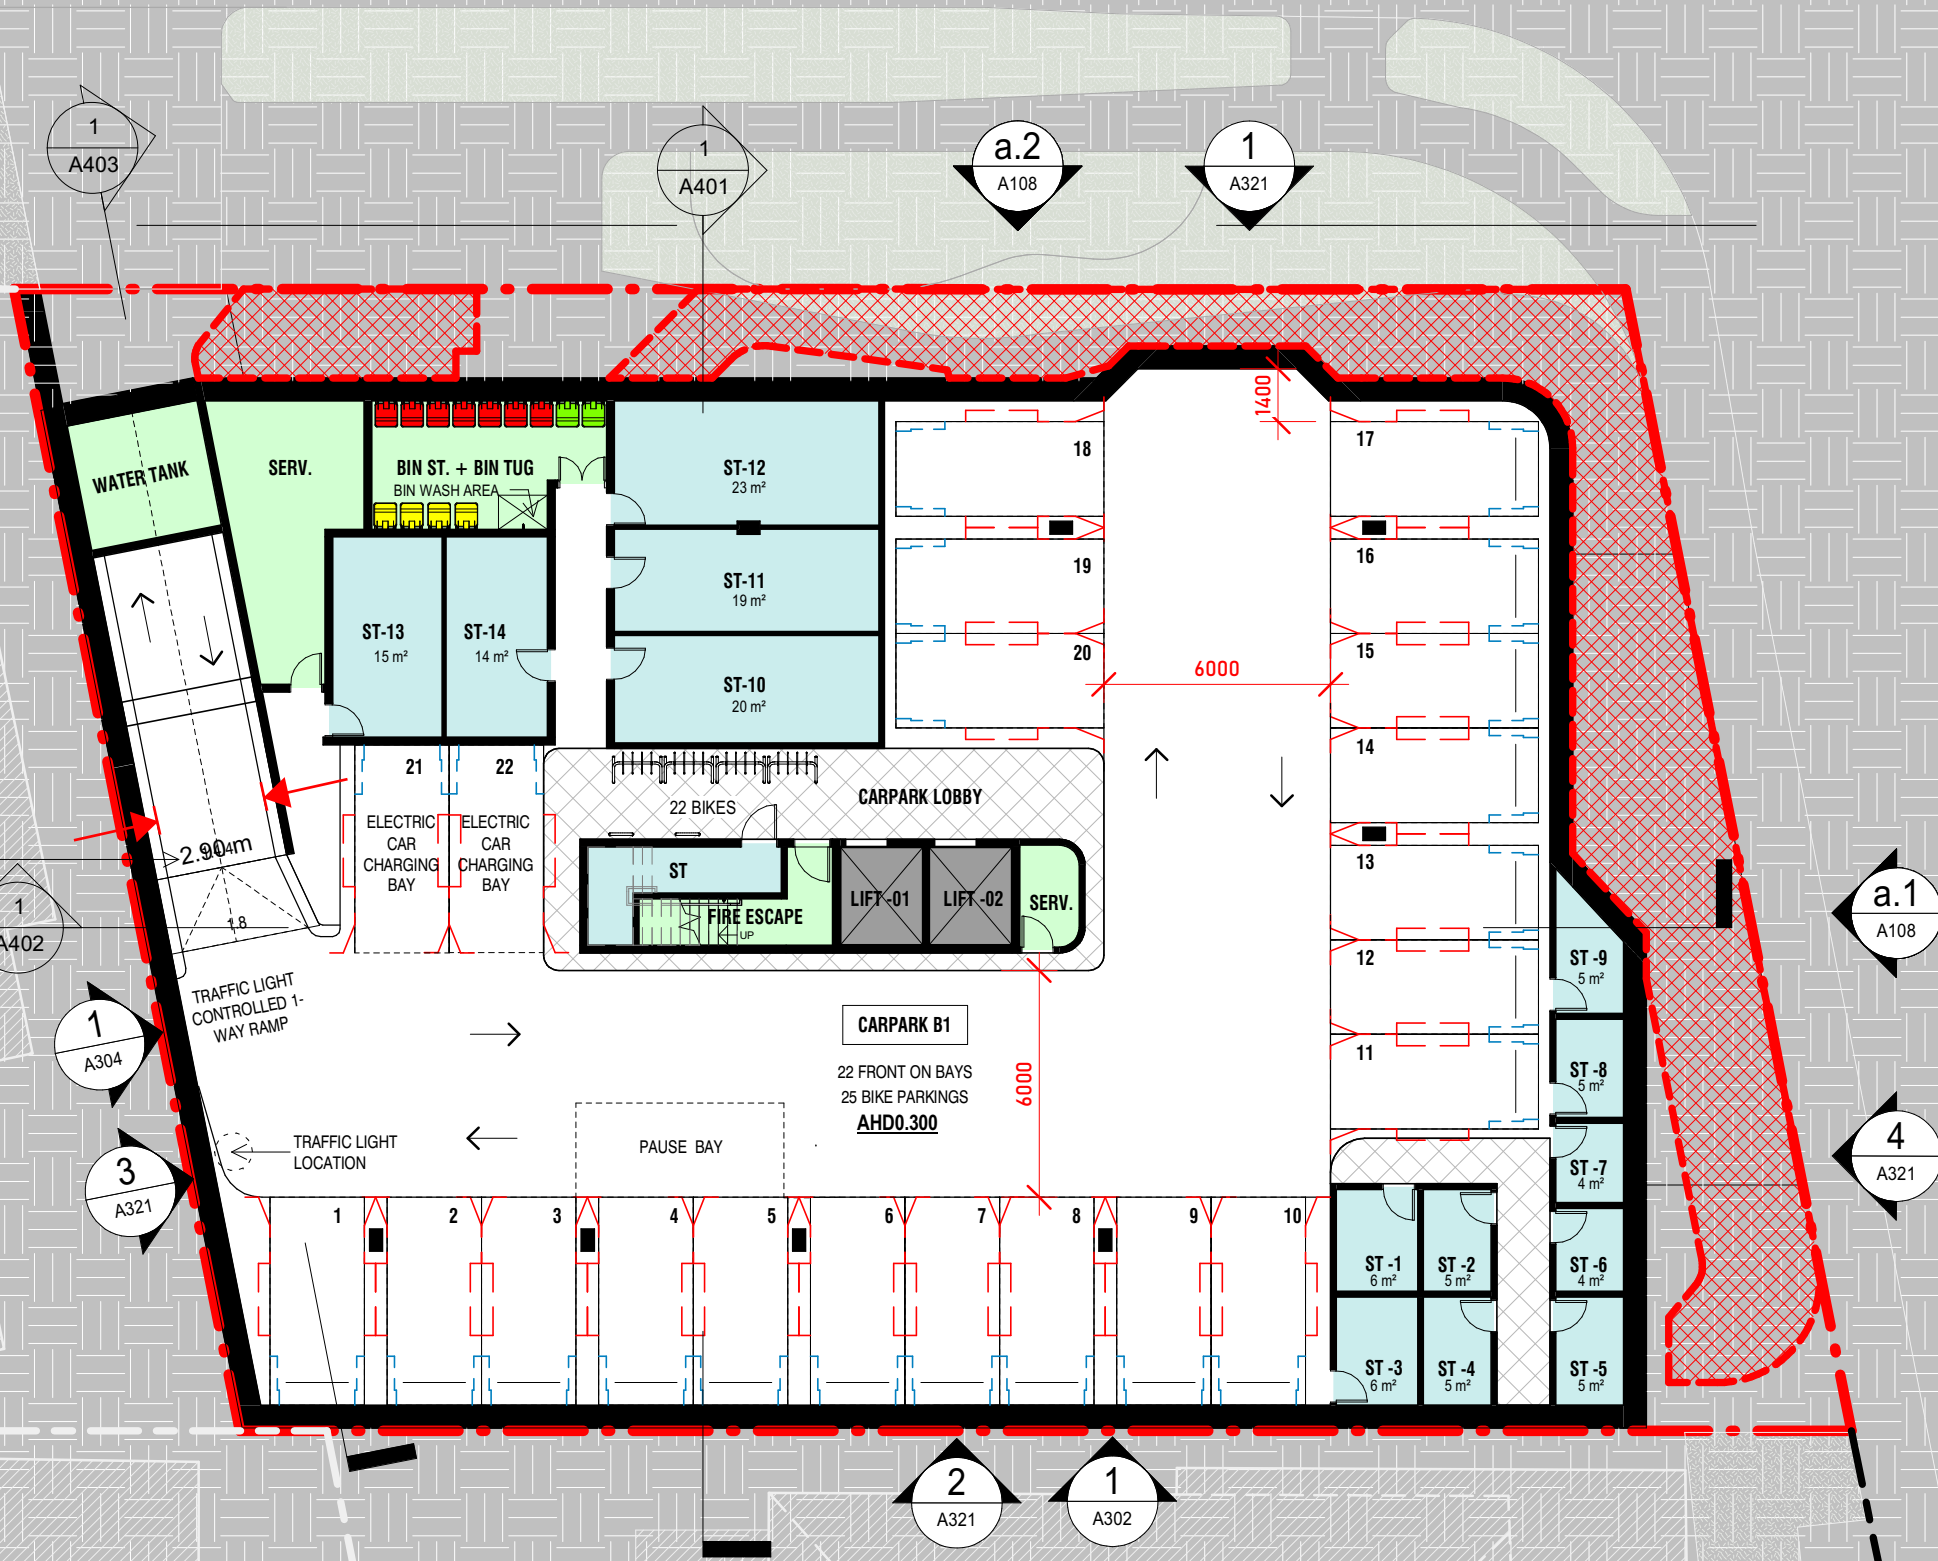 1
A403
1
A401
a.2
A108
1
A321
1400
17
18
WATER TANK
SERV.
BIN ST. + BIN TUG
BIN WASH AREA
ST-12
23 m²
16
19
ST-11
19 m²
ST-13
15 m²
ST-14
14 m²
15
20
6000
ST-10
20 m²
14
21
22
22 BIKES
CARPARK LOBBY
ELECTRIC
CAR
CHARGING
BAY
ELECTRIC
CAR
CHARGING
BAY
2.90m
13
ST
LIFT -01
LIFT -02
SERV.
FIRE ESCAPE
UP
1:8
1
A402
a.1
A108
12
ST -9
5 m²
TRAFFIC LIGHT
CONTROLLED 1-
WAY RAMP
1
A304
CARPARK B1
22 FRONT ON BAYS
25 BIKE PARKINGS
AHD0.300
6000
11
ST -8
5 m²
TRAFFIC LIGHT
LOCATION
PAUSE BAY
4
A321
3
A321
ST -7
4 m²
1
2
3
4
5
6
7
8
9
10
ST -1
6 m²
ST -2
5 m²
ST -6
4 m²
ST -3
6 m²
ST -4
5 m²
ST -5
5 m²
2
A321
1
A302